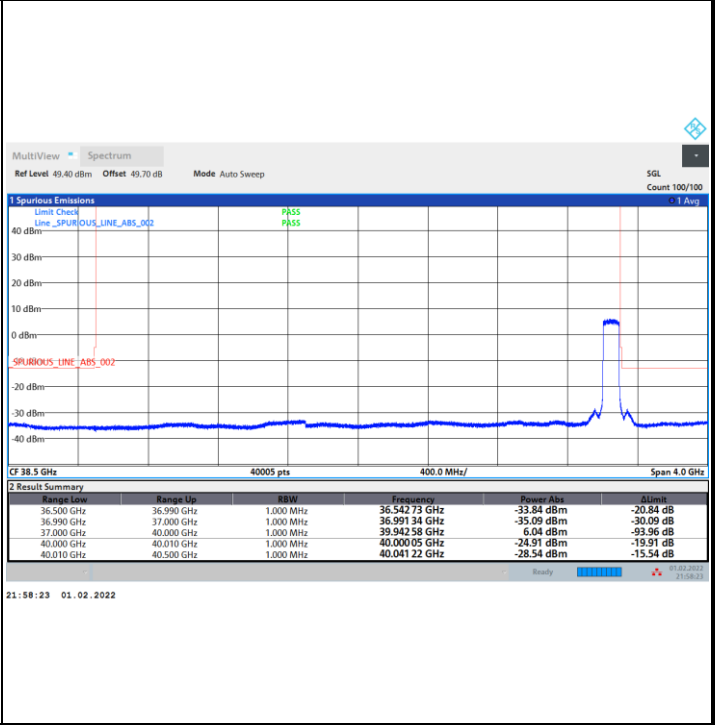 MultiView Spectrum
Ref Level 49.40 dBm Offset 49.70 dB Mode Auto Sweep SGL
Count 100/100
1 Spurious Emissions 1 Avg
Limit Check PASS
Line _SPURIOUS_LINE_ABS_002 PASS
40 dBm
30 dBm
20 dBm
10 dBm
0 dBm
_SPURIOUS_LINE_ABS_002
-20 dBm
-30 dBm
-40 dBm
CF 38.5 GHz 40005 pts 400.0 MHz/ Span 4.0 GHz
2 Result Summary
Range Low Range Up RBW Frequency Power Abs ΔLimit
36.500 GHz 36.990 GHz 1.000 MHz 36.542 73 GHz -33.84 dBm -20.84 dB
36.990 GHz 37.000 GHz 1.000 MHz 36.991 34 GHz -35.09 dBm -30.09 dB
37.000 GHz 40.000 GHz 1.000 MHz 39.942 58 GHz 6.04 dBm -93.96 dB
40.000 GHz 40.010 GHz 1.000 MHz 40.000 05 GHz -24.91 dBm -19.91 dB
40.010 GHz 40.500 GHz 1.000 MHz 40.041 22 GHz -28.54 dBm -15.54 dB
Ready 01.02.2022
21:58:23
21:58:23 01.02.2022